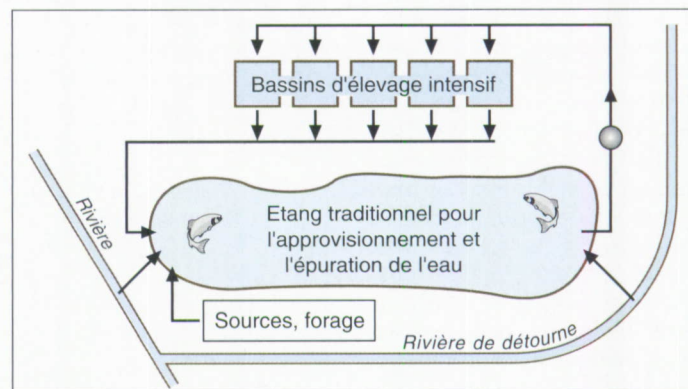 Bassins d'élevage intensif
Rivière
Etang traditionnel pour
l'approvisionnement et
l'épuration de l'eau
Sources, forage
Rivière de détourne